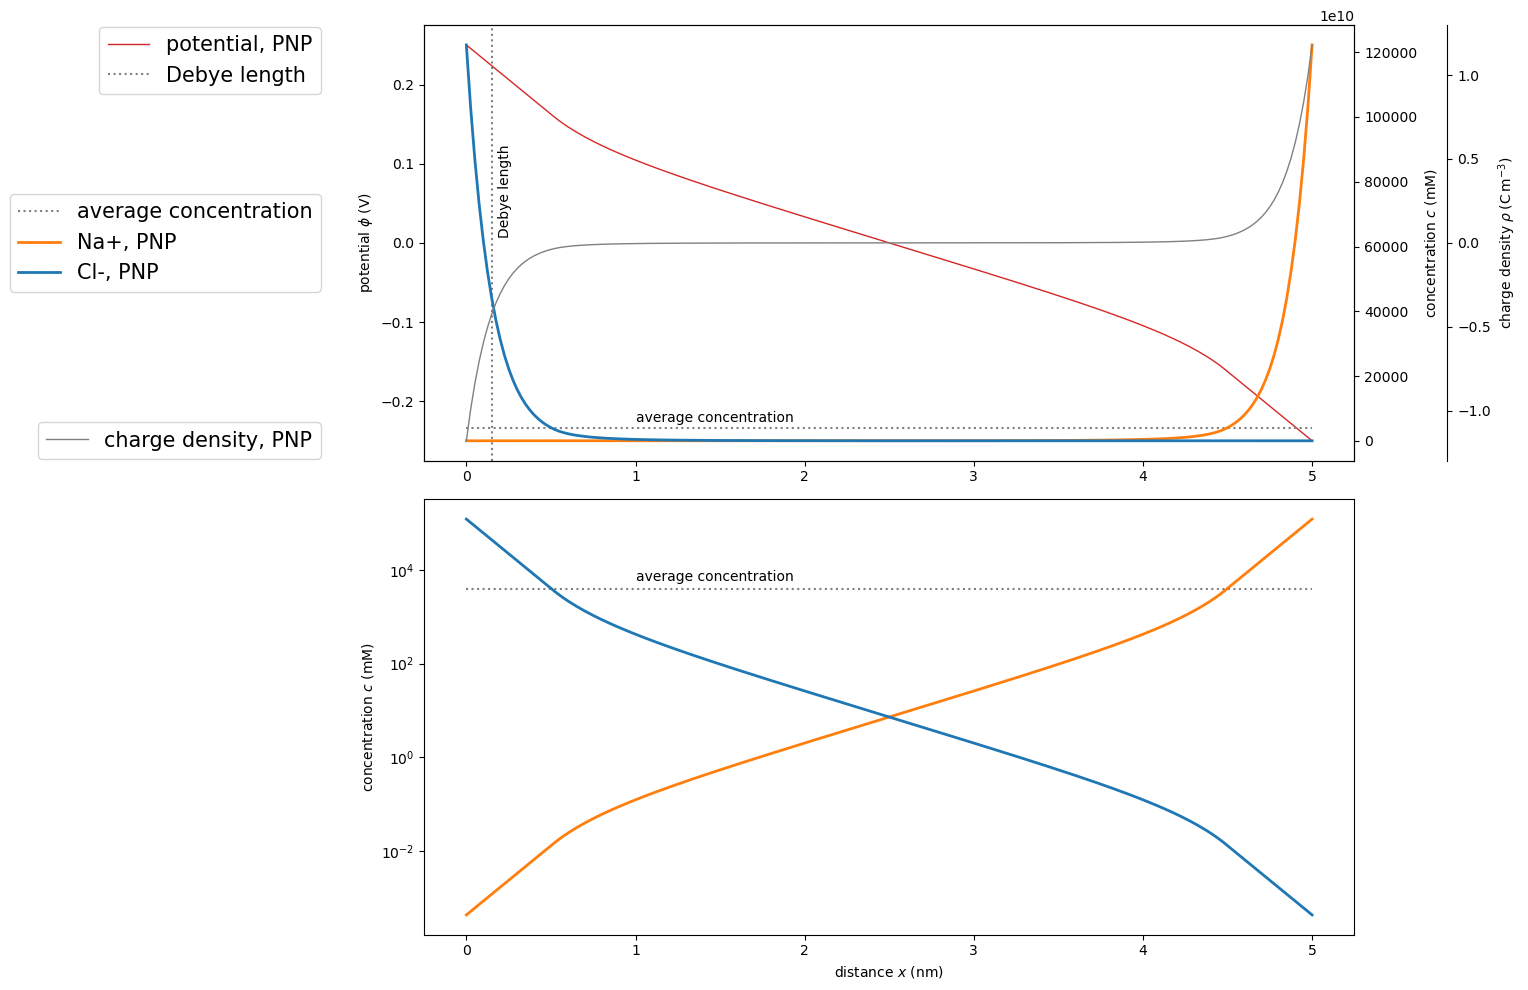 potential, PNP
Debye length
average concentration
Na+, PNP
Cl-, PNP
charge density, PNP
1e10
potential ϕ (V)
0.2
0.1
0.0
−0.1
−0.2
Debye length
average concentration
120000
100000
80000
60000
40000
20000
0
concentration c (mM)
1.0
0.5
0.0
−0.5
−1.0
charge density ρ (C m⁻³)
0 1 2 3 4 5
concentration c (mM)
10⁴
10²
10⁰
10⁻²
average concentration
0 1 2 3 4 5
distance x (nm)